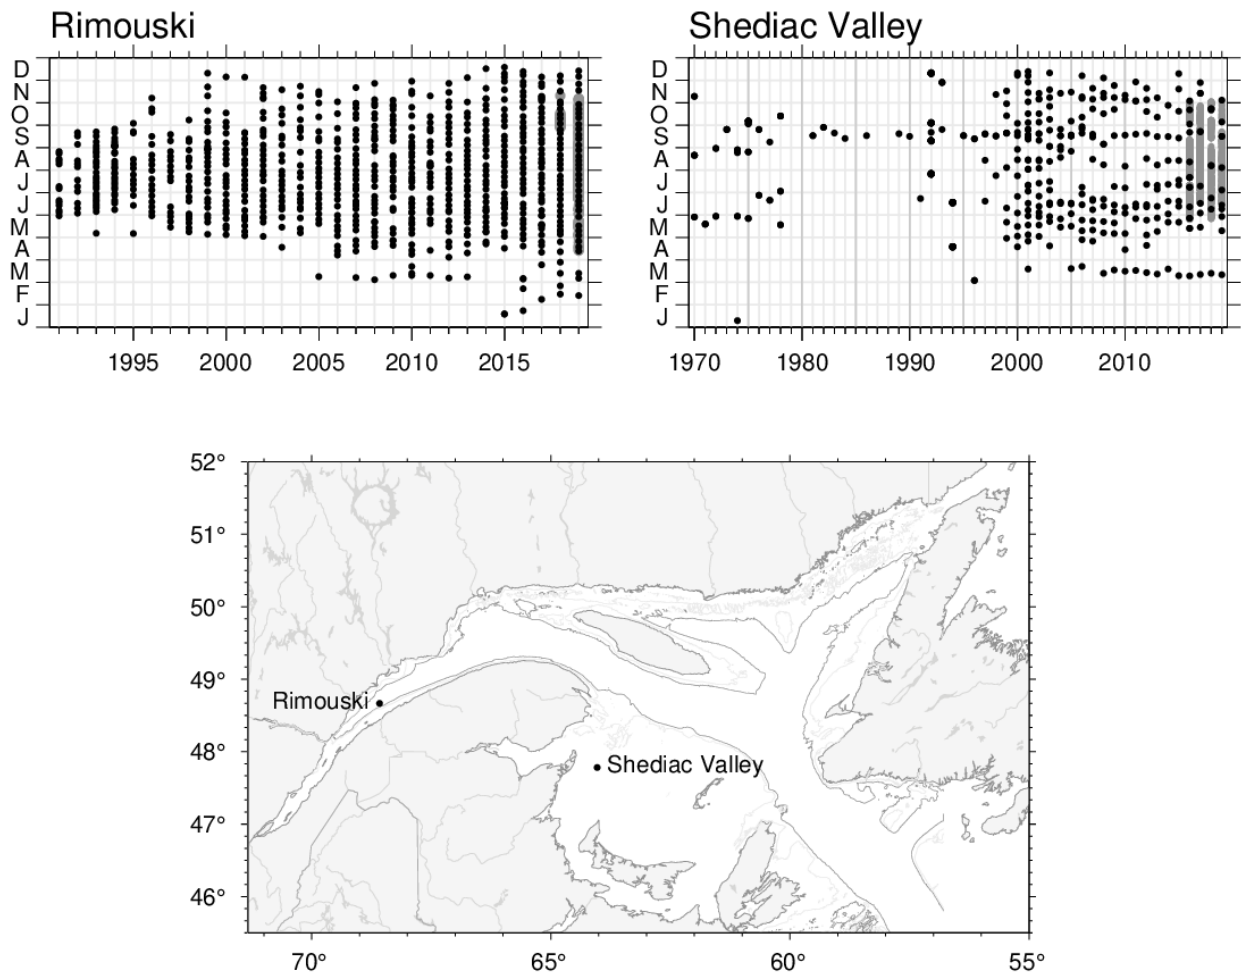 Rimouski
Shediac Valley
D
N
O
S
A
J
J
M
A
M
F
J
1995 2000 2005 2010 2015
D
N
O
S
A
J
J
M
A
M
F
J
1970 1980 1990 2000 2010
52°
51°
50°
49°
48°
47°
46°
Rimouski
Shediac Valley
70° 65° 60° 55°